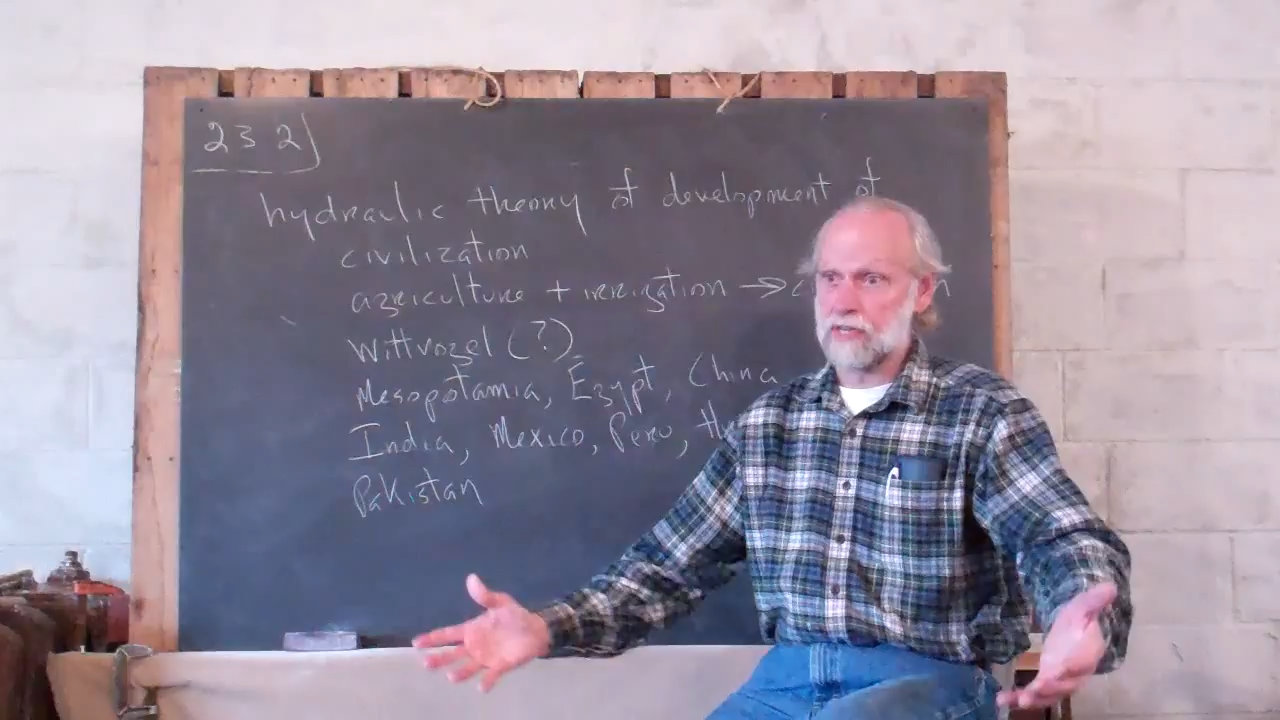 232
hydraulic theory of development of
civilization
agriculture + irrigation →
Wittvogel (?)
Mesopotamia, Egypt, China
India, Mexico, Peru,
Pakistan